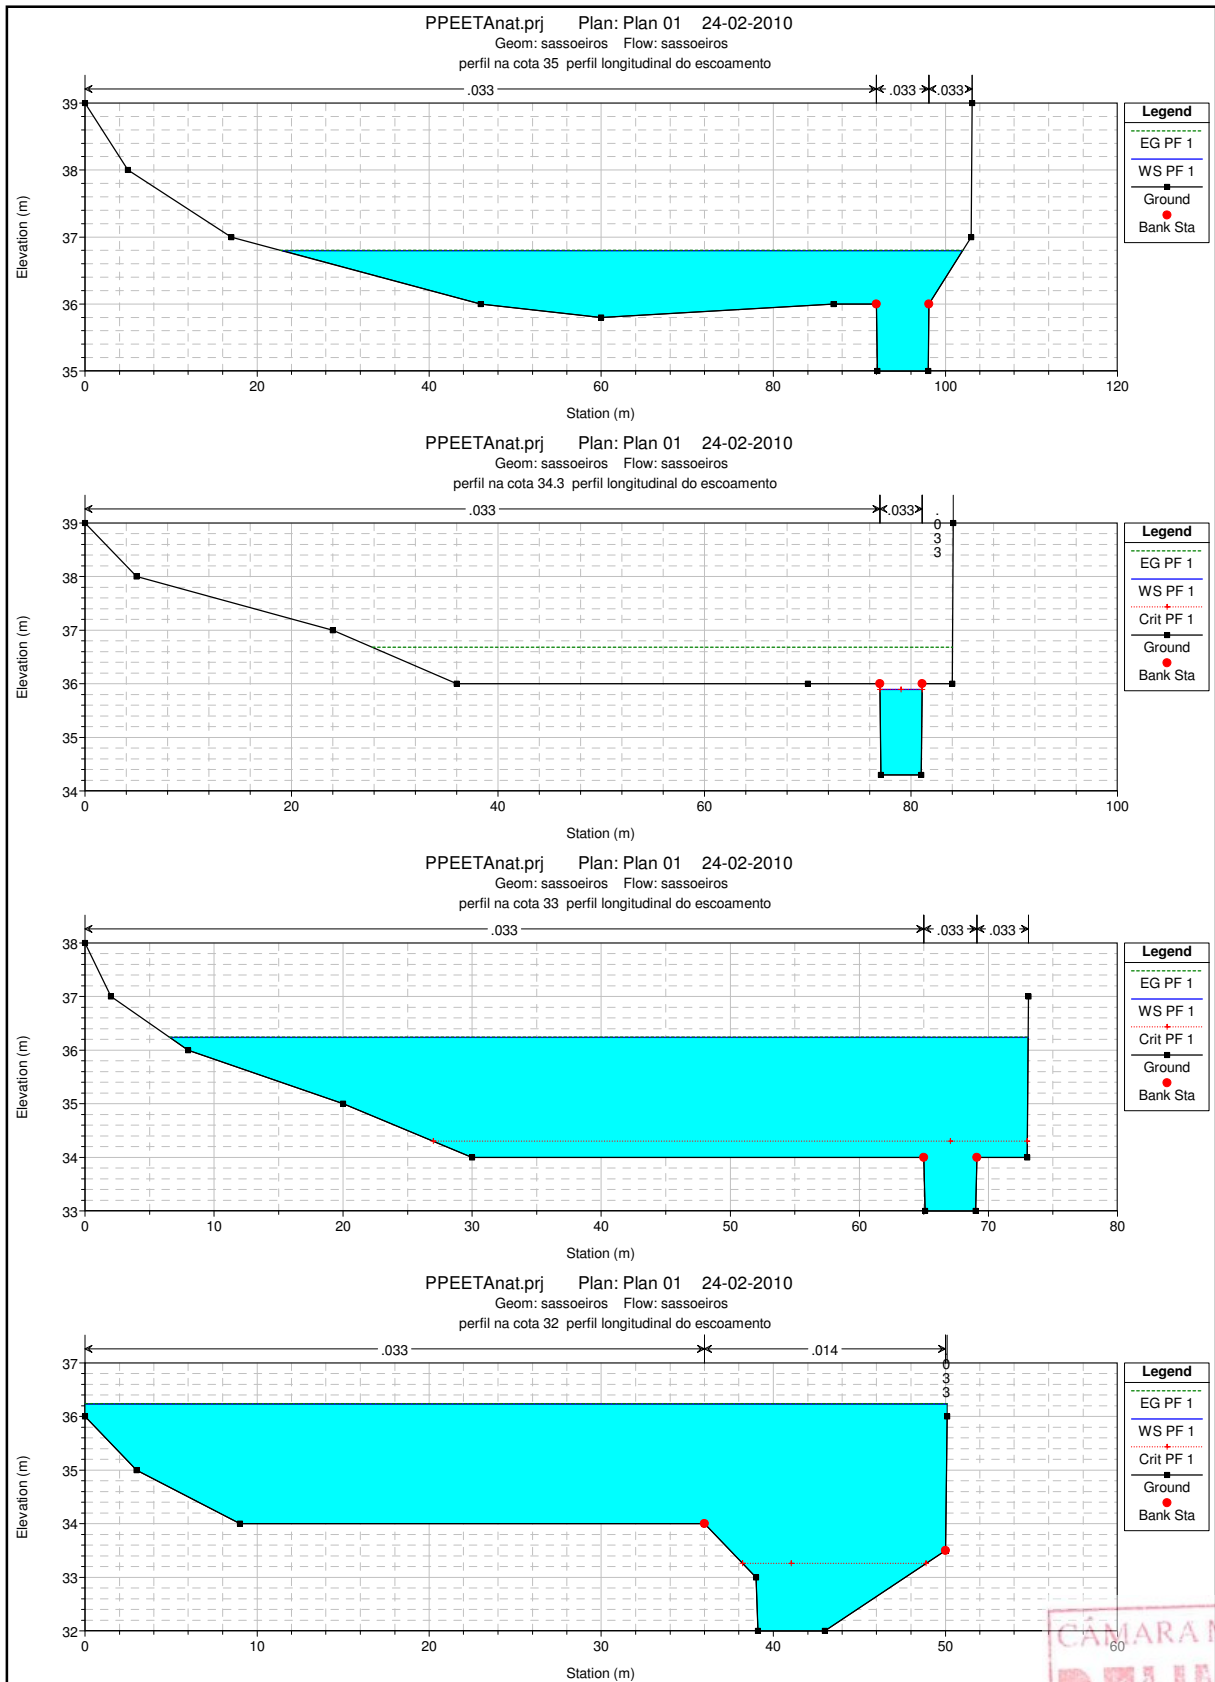 PPEETAnat.prj Plan: Plan 01 24-02-2010
Geom: sassoeiros Flow: sassoeiros
perfil na cota 35 perfil longitudinal do escoamento
.033 .033 .033
39
38
37
36
35
Elevation (m)
0 20 40 60 80 100 120
Station (m)
Legend
EG PF 1
WS PF 1
Ground
Bank Sta
PPEETAnat.prj Plan: Plan 01 24-02-2010
Geom: sassoeiros Flow: sassoeiros
perfil na cota 34.3 perfil longitudinal do escoamento
.033 .033 .033
39
38
37
36
35
34
Elevation (m)
0 20 40 60 80 100
Station (m)
Legend
EG PF 1
WS PF 1
Crit PF 1
Ground
Bank Sta
PPEETAnat.prj Plan: Plan 01 24-02-2010
Geom: sassoeiros Flow: sassoeiros
perfil na cota 33 perfil longitudinal do escoamento
.033 .033 .033
38
37
36
35
34
33
Elevation (m)
0 10 20 30 40 50 60 70 80
Station (m)
Legend
EG PF 1
WS PF 1
Crit PF 1
Ground
Bank Sta
PPEETAnat.prj Plan: Plan 01 24-02-2010
Geom: sassoeiros Flow: sassoeiros
perfil na cota 32 perfil longitudinal do escoamento
.033 .014 033
37
36
35
34
33
32
Elevation (m)
0 10 20 30 40 50 60
Station (m)
Legend
EG PF 1
WS PF 1
Crit PF 1
Ground
Bank Sta
CÂMARA